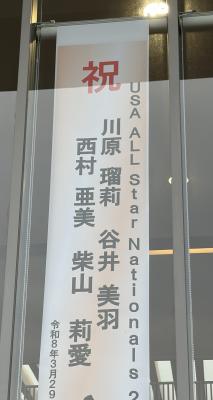 祝
USA ALL Star Nationals 2
川原 瑠莉 谷井 美羽
西村 亜美 柴山 莉愛
令和8年3月29